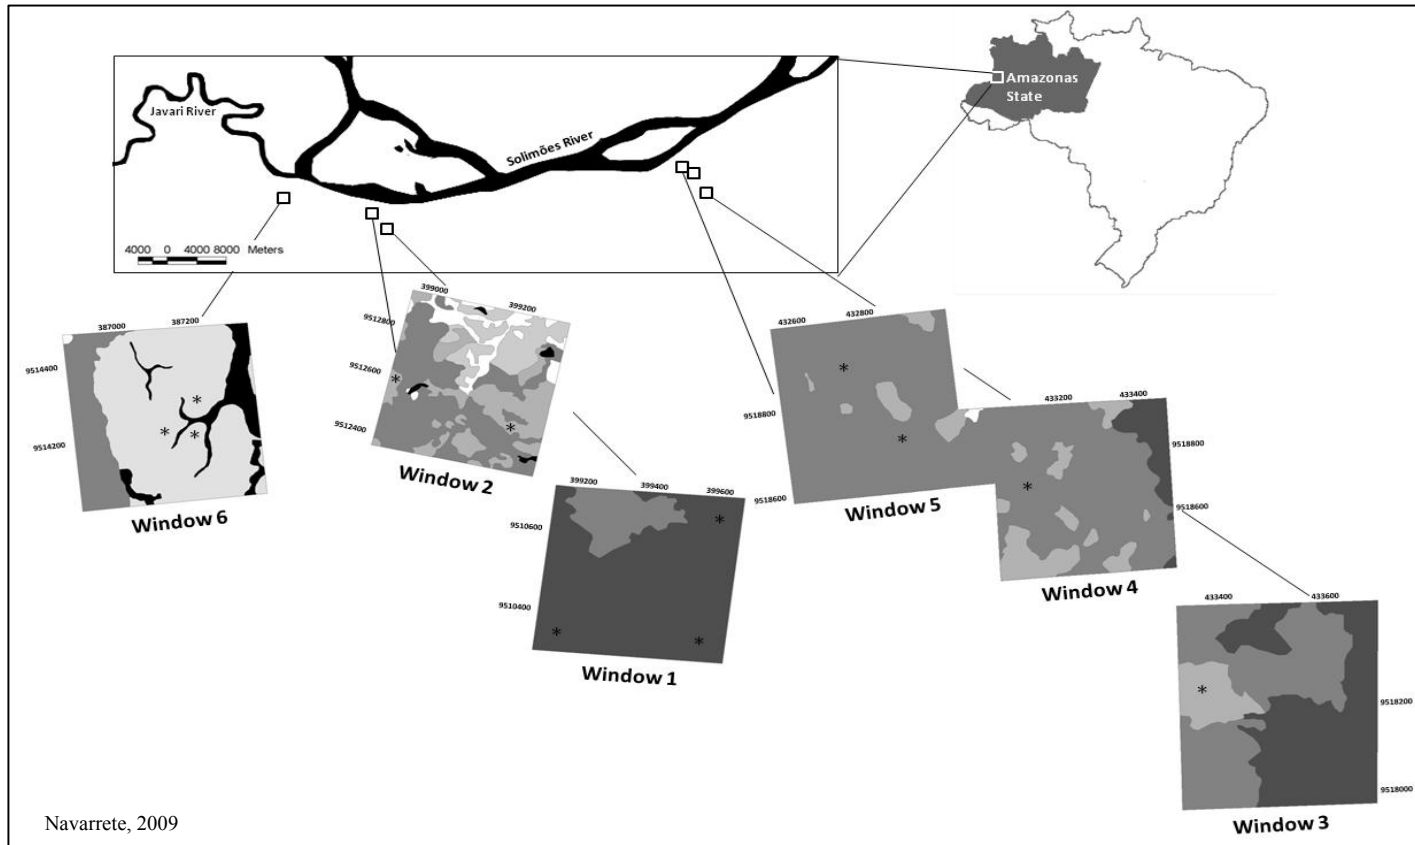 Javari River
Solimões River
Amazonas
State
4000 0 4000 8000 Meters
387000 387200
9514400
9514200
Window 6
399000 399200
9512800
9512600
9512400
Window 2
399200 399400 399600
9510600
9510400
Window 1
432600 432800
9518800
9518600
Window 5
433200 433400
9518800
9518600
Window 4
433400 433600
9518200
9518000
Window 3
Navarrete, 2009